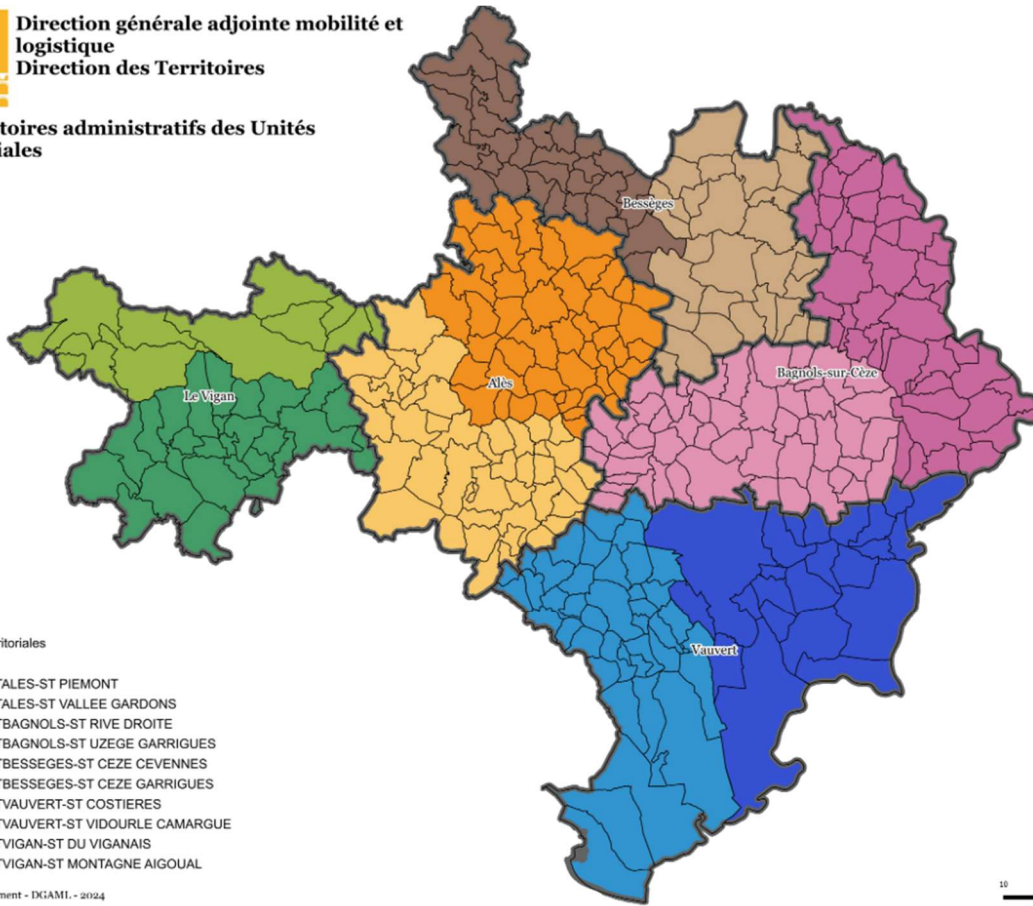 Direction générale adjointe mobilité et
logistique
Direction des Territoires
toires administratifs des Unités
iales
Bessèges
Bagnols-sur-Cèze
Alès
Le Vigan
Vauvert
itoriales
TALES-ST PIEMONT
TALES-ST VALLEE GARDONS
TBAGNOLS-ST RIVE DROITE
TBAGNOLS-ST UZEGE GARRIGUES
TBESSEGES-ST CEZE CEVENNES
TBESSEGES-ST CEZE GARRIGUES
TVAUVERT-ST COSTIERES
TVAUVERT-ST VIDOURLE CAMARGUE
TVIGAN-ST DU VIGANAIS
TVIGAN-ST MONTAGNE AIGOUAL
ment - DGAML - 2024
10